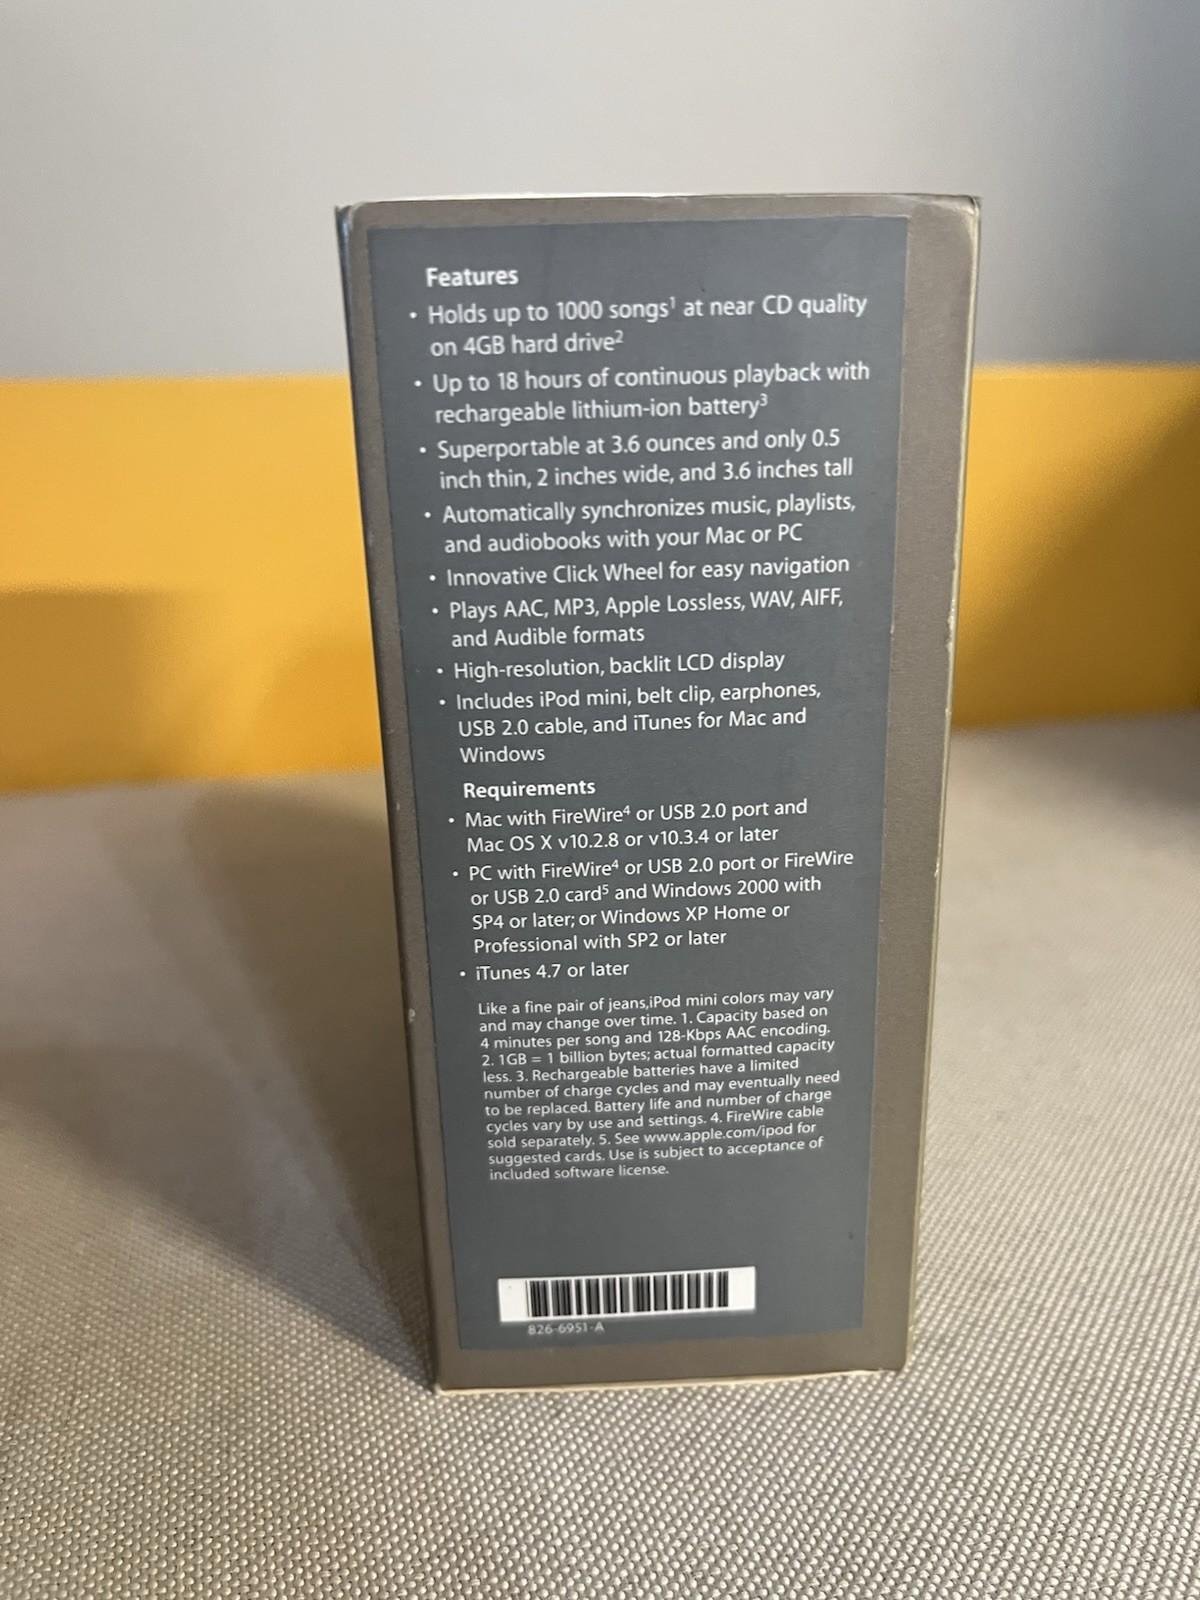 Features
• Holds up to 1000 songs¹ at near CD quality
on 4GB hard drive²
• Up to 18 hours of continuous playback with
rechargeable lithium-ion battery³
• Superportable at 3.6 ounces and only 0.5
inch thin, 2 inches wide, and 3.6 inches tall
• Automatically synchronizes music, playlists,
and audiobooks with your Mac or PC
• Innovative Click Wheel for easy navigation
• Plays AAC, MP3, Apple Lossless, WAV, AIFF,
and Audible formats
• High-resolution, backlit LCD display
• Includes iPod mini, belt clip, earphones,
USB 2.0 cable, and iTunes for Mac and
Windows
Requirements
• Mac with FireWire⁴ or USB 2.0 port and
Mac OS X v10.2.8 or v10.3.4 or later
• PC with FireWire⁴ or USB 2.0 port or FireWire
or USB 2.0 card⁵ and Windows 2000 with
SP4 or later; or Windows XP Home or
Professional with SP2 or later
• iTunes 4.7 or later
Like a fine pair of jeans,iPod mini colors may vary
and may change over time. 1. Capacity based on
4 minutes per song and 128-Kbps AAC encoding.
2. 1GB = 1 billion bytes; actual formatted capacity
less. 3. Rechargeable batteries have a limited
number of charge cycles and may eventually need
to be replaced. Battery life and number of charge
cycles vary by use and settings. 4. FireWire cable
sold separately. 5. See www.apple.com/ipod for
suggested cards. Use is subject to acceptance of
included software license.
826-6951-A